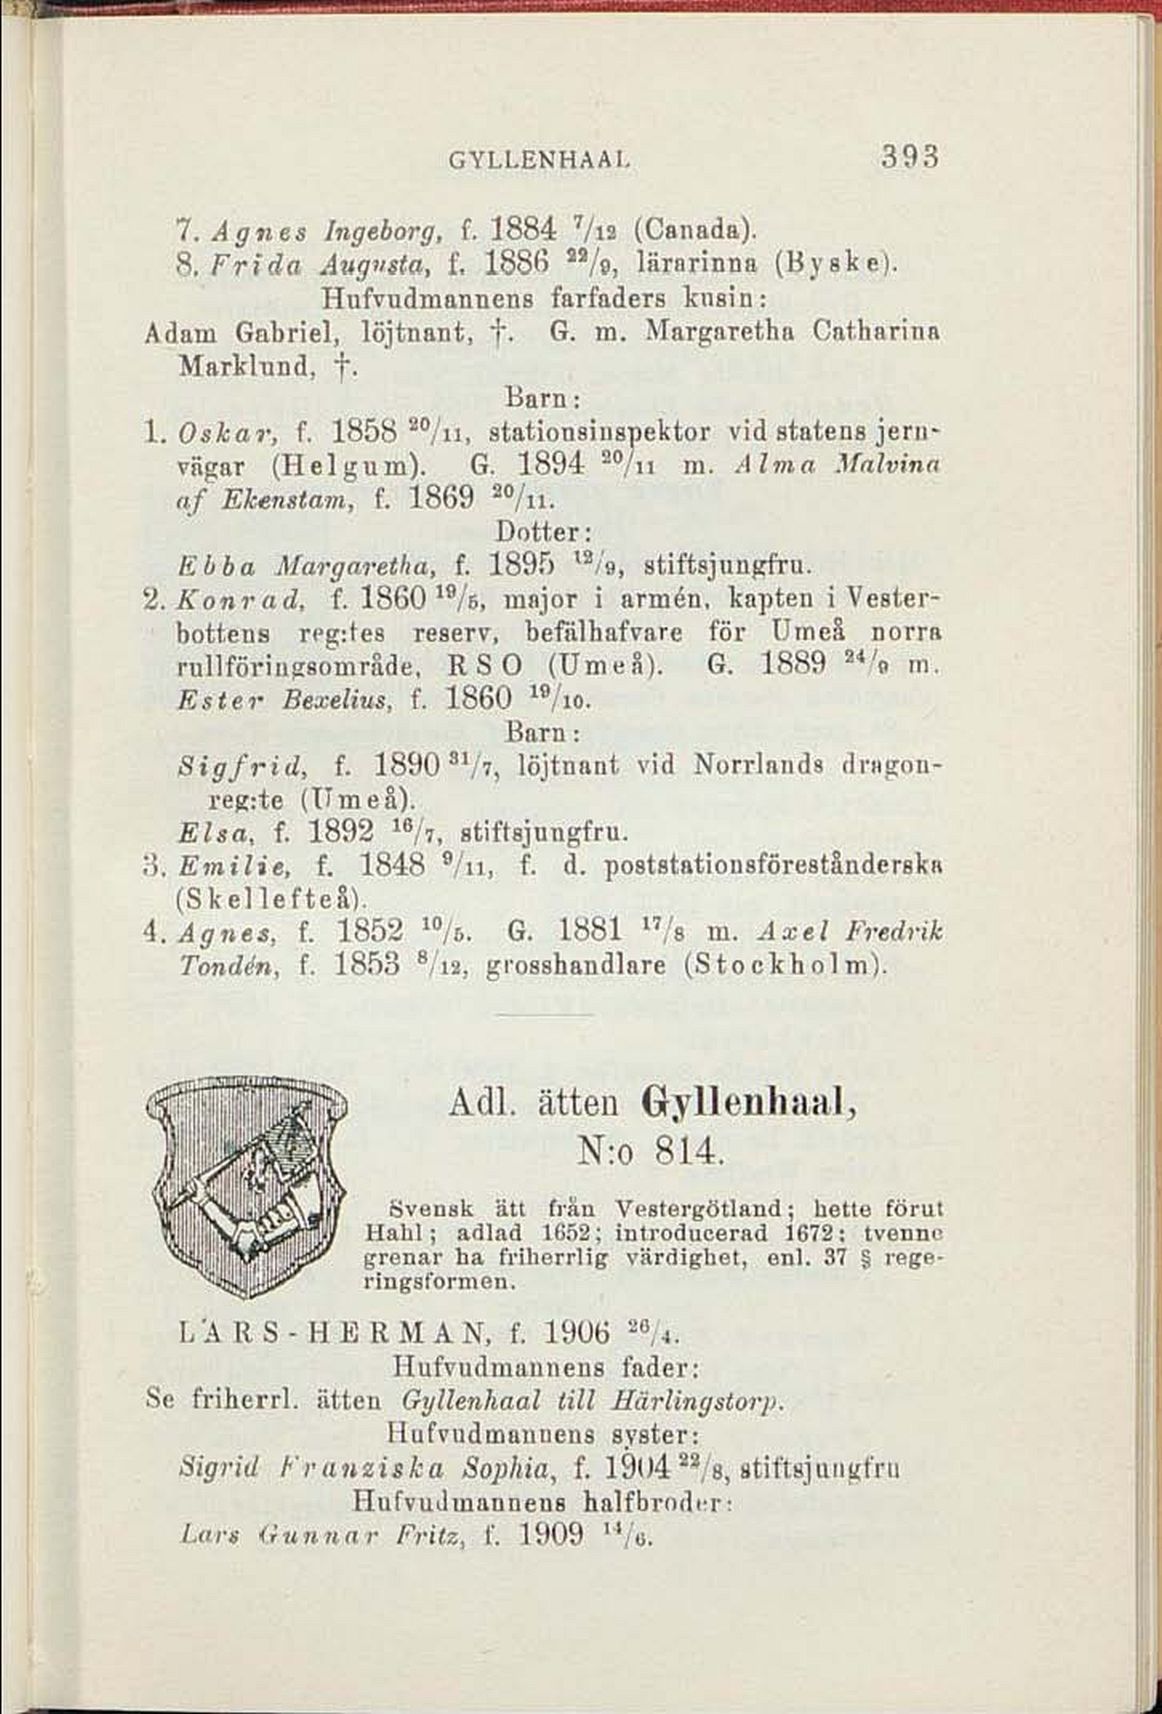 GYLLENHAAL 393
7. Agnes Ingeborg, f. 1884 7/12 (Canada).
8. Frida Augusta, f. 1886 22/9, lärarinna (Byske).
Hufvudmannens farfaders kusin:
Adam Gabriel, löjtnant, †. G. m. Margaretha Catharina
Marklund, †.
Barn:
1. Oskar, f. 1858 20/11, stationsinspektor vid statens jern-
vägar (Helgum). G. 1894 20/11 m. Alma Malvina
af Ekenstam, f. 1869 20/11.
Dotter:
Ebba Margaretha, f. 1895 12/9, stiftsjungfru.
2. Konrad, f. 1860 19/5, major i armén, kapten i Vester-
bottens reg:tes reserv, befälhafvare för Umeå norra
rullföringsområde, R S O (Umeå). G. 1889 24/9 m.
Ester Bexelius, f. 1860 19/10.
Barn:
Sigfrid, f. 1890 31/7, löjtnant vid Norrlands dragon-
reg:te (Umeå).
Elsa, f. 1892 16/7, stiftsjungfru.
3. Emilie, f. 1848 9/11, f. d. poststationsföreståndarska
(Skellefteå).
4. Agnes, f. 1852 10/5. G. 1881 17/8 m. Axel Fredrik
Tondén, f. 1853 8/12, grosshandlare (Stockholm).
Adl. ätten Gyllenhaal,
N:o 814.
Svensk ätt från Vestergötland; hette förut
Hahl; adlad 1652; introducerad 1672; tvenne
grenar ha friherrlig värdighet, enl. 37 § rege-
ringsformen.
LARS-HERMAN, f. 1906 26/4.
Hufvudmannens fader:
Se friherrl. ätten Gyllenhaal till Härlingstorp.
Hufvudmannens syster:
Sigrid Franziska Sophia, f. 1904 22/8, stiftsjungfru
Hufvudmannens halfbroder:
Lars Gunnar Fritz, f. 1909 14/6.